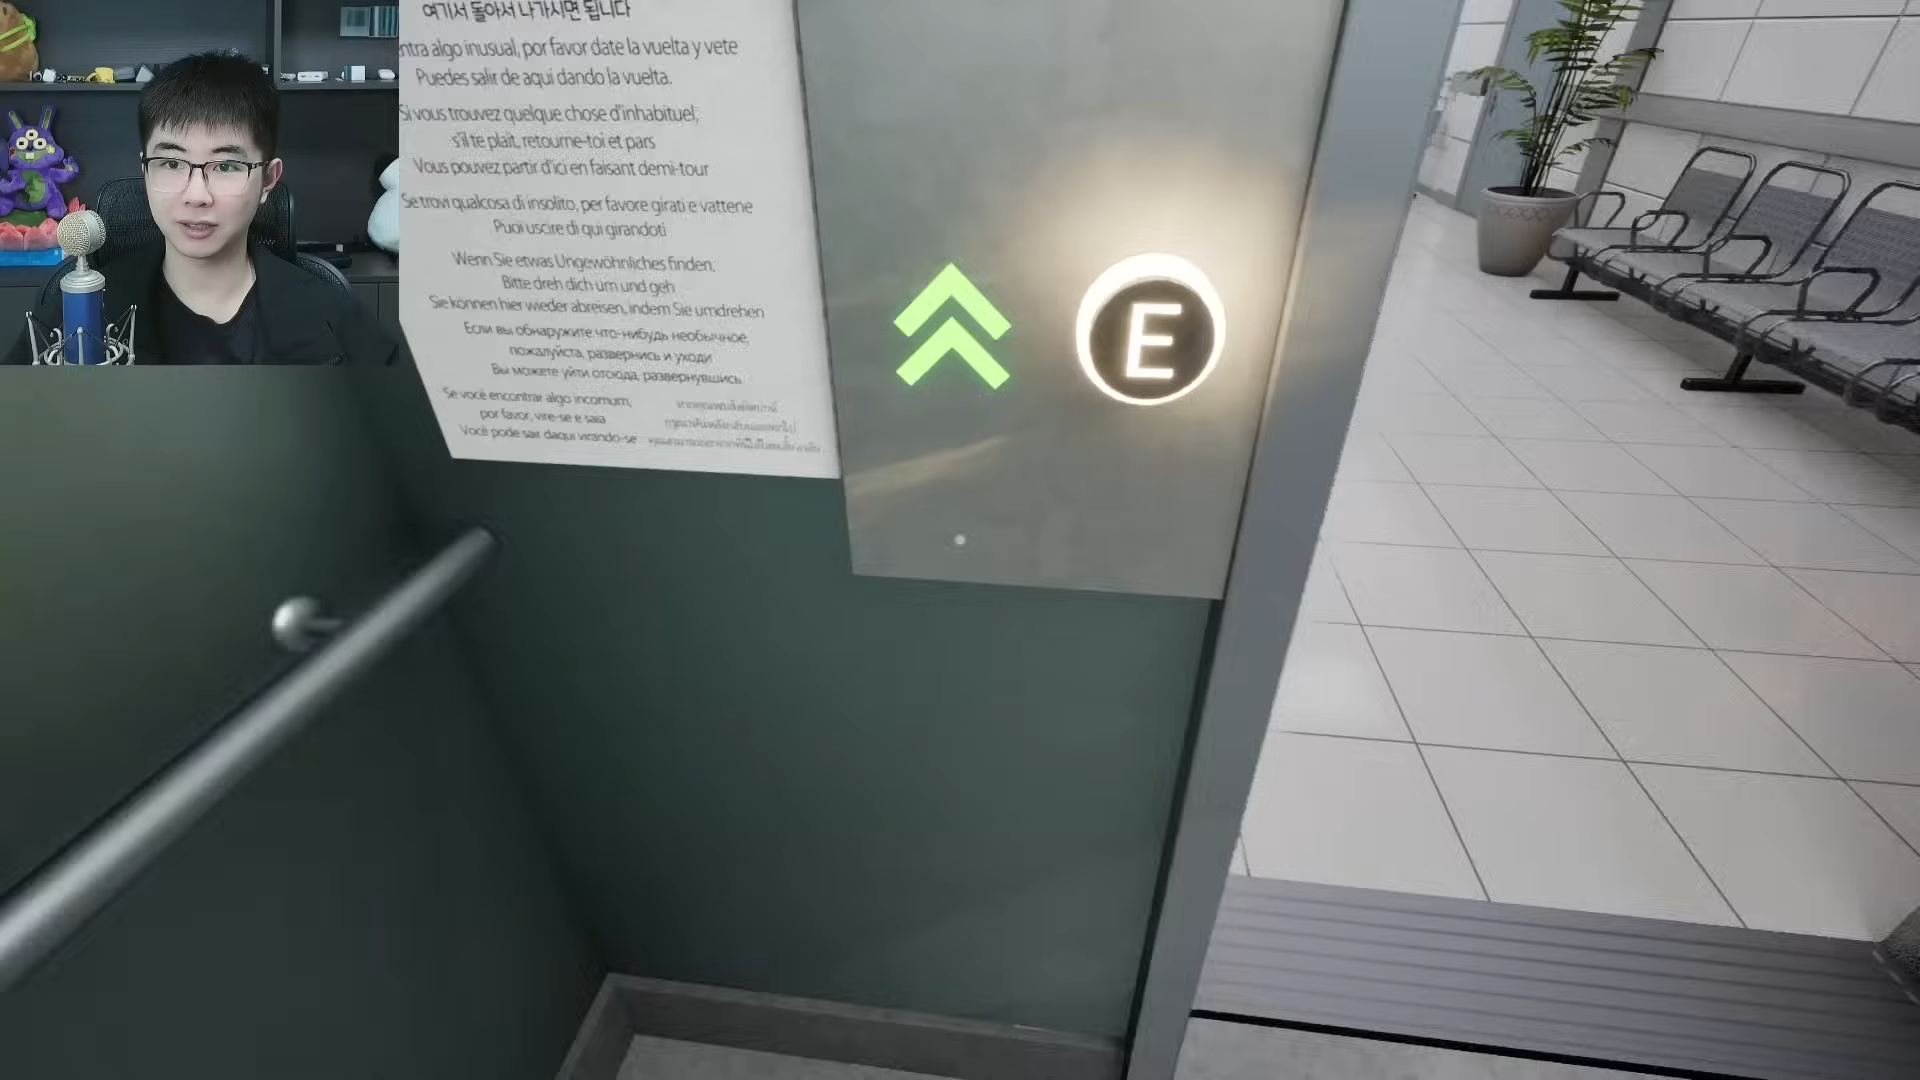 여기서 돌아서 나가시면 됩니다
ntra algo inusual, por favor date la vuelta y vete
Puedes salir de aquí dando la vuelta.
Si vous trouvez quelque chose d'inhabituel,
s'il te plaît, retourne-toi et pars
Vous pouvez partir d'ici en faisant demi-tour
Se trovi qualcosa di insolito, per favore girati e vattene
Puoi uscire di qui girandoti
Wenn Sie etwas Ungewöhnliches finden.
Bitte dreh dich um und geh
Sie können hier wieder abreisen, indem Sie umdrehen
Если вы обнаружите что-нибудь необычное,
пожалуйста, развернись и уходи
Вы можете уйти отсюда, развернувшись
Se você encontrar algo incomum,
por favor, vire-se e saia
Você pode sair daqui virando-se
E